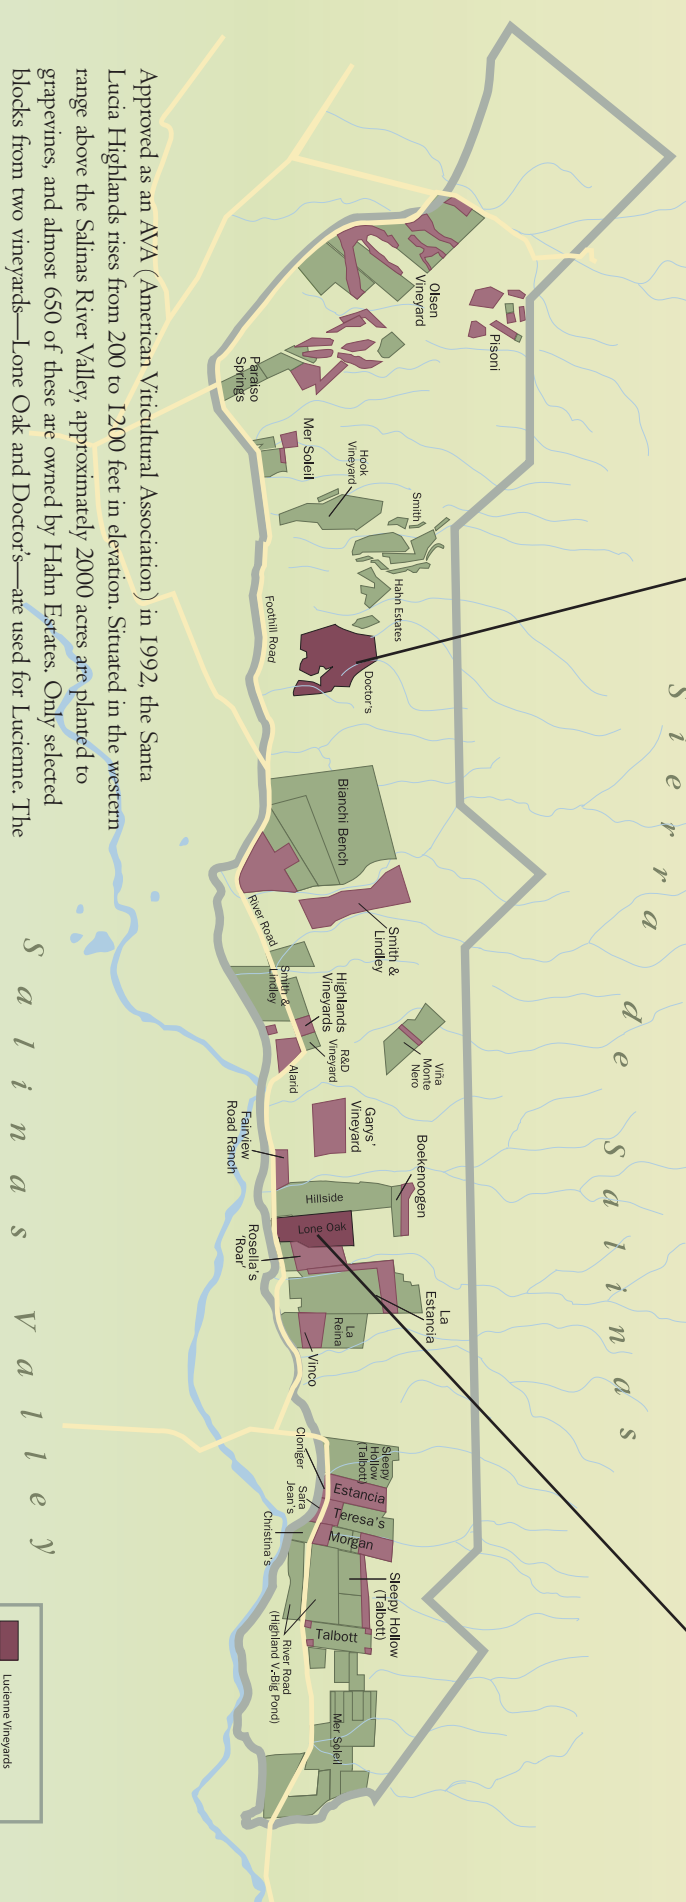 Approved as an AVA (American Viticultural Association) in 1992, the Santa
Lucia Highlands rises from 200 to 1200 feet in elevation. Situated in the western
range above the Salinas River Valley, approximately 2000 acres are planted to
grapevines, and almost 650 of these are owned by Hahn Estates. Only selected
blocks from two vineyards—Lone Oak and Doctor's—are used for Lucienne. The
Sierra de Salinas
Salinas Valley
Pisoni
Olsen
Vineyard
Paraiso
Springs
Mer Soleil
Hook
Vineyard
Smith
Hahn Estates
Doctor's
Foothill Road
Bianchi Bench
River Road
Smith &
Lindley
Smith &
Lindley
Highlands
Vineyards
R&D
Vineyard
Alarid
Viña
Monte
Nero
Garys'
Vineyard
Fairview
Road Ranch
Boekenoogen
Hillside
Lone Oak
Rosella's
'Roar'
La
Estancia
La
Reina
Vinco
Cloninger
Sleepy
Hollow
(Talbott)
Estancia
Sara
Jean's
Teresa's
Christina's
Morgan
Sleepy Hollow
(Talbott)
Talbott
River Road
(Highland V.-Big Pond)
Mer Soleil
Lucienne Vineyards